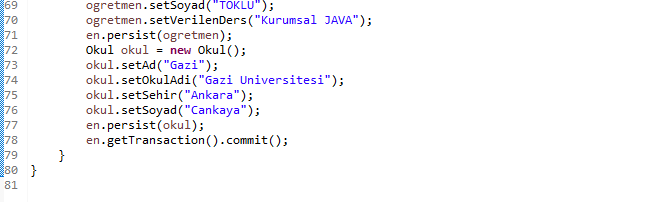 69 ogretmen.setSoyad("TOKLU");
70 ogretmen.setVerilenDers("Kurumsal JAVA");
71 en.persist(ogretmen);
72 Okul okul = new Okul();
73 okul.setAd("Gazi");
74 okul.setOkulAdi("Gazi Universitesi");
75 okul.setSehir("Ankara");
76 okul.setSoyad("Cankaya");
77 en.persist(okul);
78 en.getTransaction().commit();
79 }
80 }
81